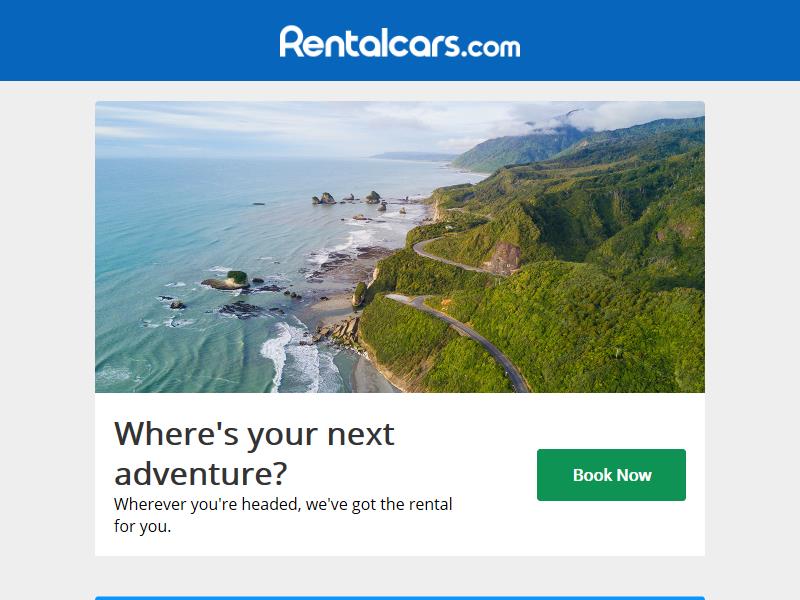 Rentalcars.com
Where's your next
adventure?
Wherever you're headed, we've got the rental
for you.
Book Now